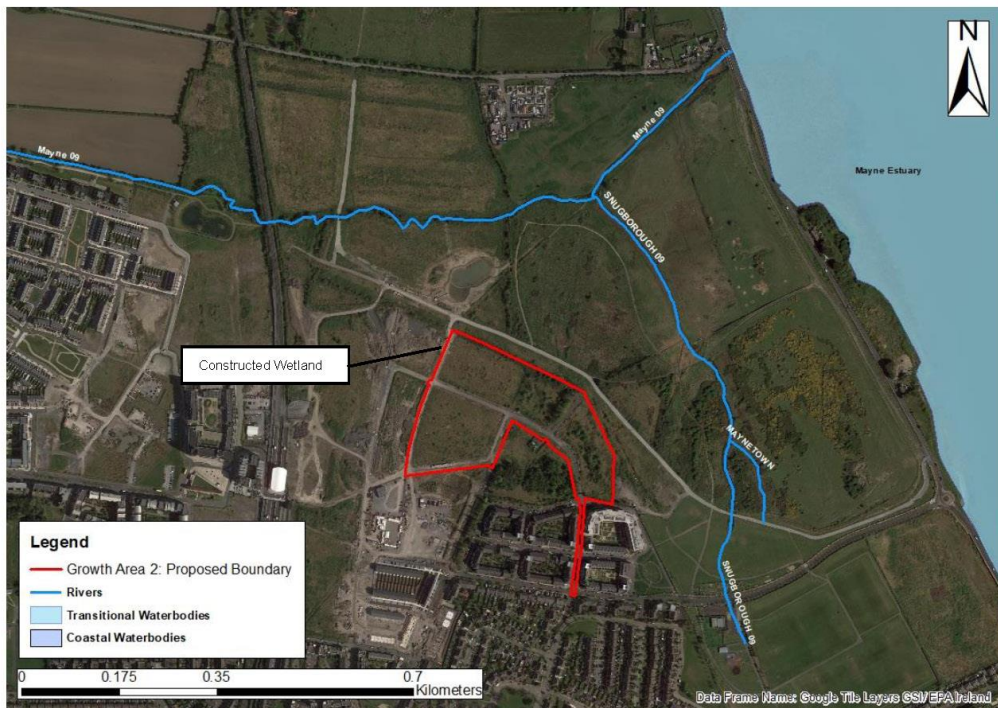 N
Mayne 09
Mayne 09
Mayne Estuary
SNUGBOROUGH 09
Constructed Wetland
MAYNETOWN
SNUGBOROUGH 09
Legend
Growth Area 2: Proposed Boundary
Rivers
Transitional Waterbodies
Coastal Waterbodies
0 0.175 0.35 0.7
Kilometers
Data Frame Name: Google Tile Layers GSI/EPA Ireland